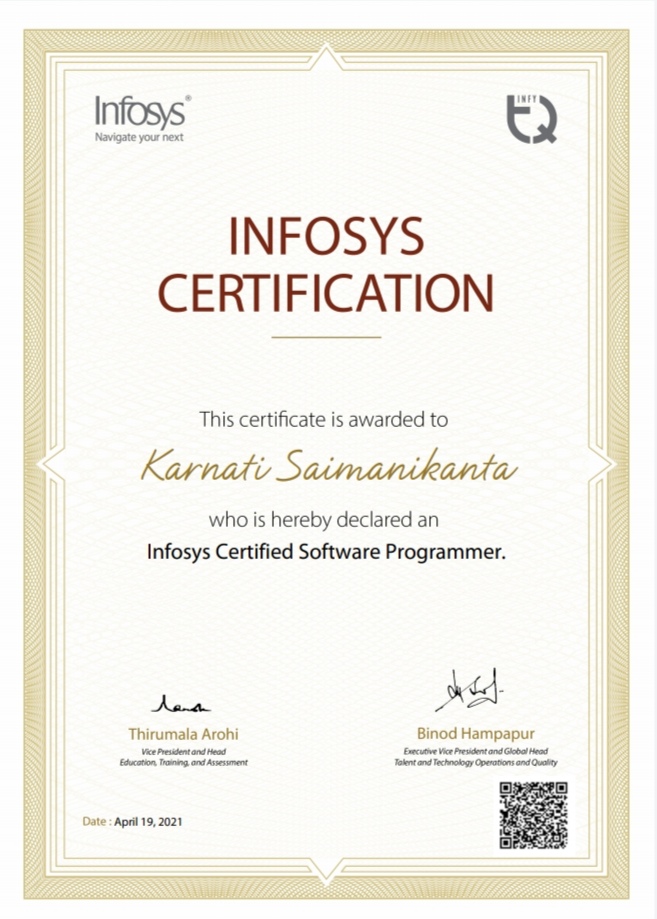 Infosys®
Navigate your next
INFY
TQ
INFOSYS
CERTIFICATION
This certificate is awarded to
Karnati Saimanikanta
who is hereby declared an
Infosys Certified Software Programmer.
Thirumala Arohi
Vice President and Head
Education, Training, and Assessment
Binod Hampapur
Executive Vice President and Global Head
Talent and Technology Operations and Quality
Date : April 19, 2021